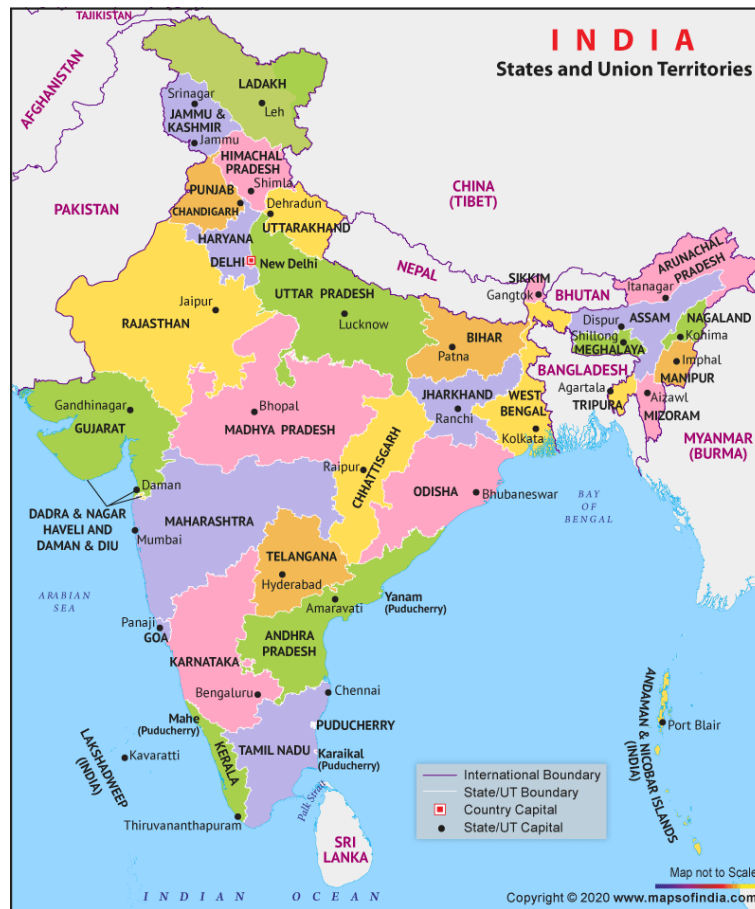 INDIA
States and Union Territories
TAJIKISTAN
AFGHANISTAN
PAKISTAN
CHINA
(TIBET)
NEPAL
BHUTAN
BANGLADESH
MYANMAR
(BURMA)
SRI
LANKA
LADAKH
Leh
Srinagar
JAMMU &
KASHMIR
Jammu
HIMACHAL
PRADESH
Shimla
PUNJAB
CHANDIGARH
Dehradun
UTTARAKHAND
HARYANA
DELHI
New Delhi
RAJASTHAN
Jaipur
UTTAR PRADESH
Lucknow
BIHAR
Patna
SIKKIM
Gangtok
ARUNACHAL
PRADESH
Itanagar
ASSAM
Dispur
NAGALAND
Kohima
Shillong
MEGHALAYA
Imphal
MANIPUR
Agartala
TRIPURA
Aizawl
MIZORAM
WEST
BENGAL
Kolkata
JHARKHAND
Ranchi
Gandhinagar
GUJARAT
Bhopal
MADHYA PRADESH
CHHATTISGARH
Raipur
ODISHA
Bhubaneswar
Daman
DADRA & NAGAR
HAVELI AND
DAMAN & DIU
MAHARASHTRA
Mumbai
TELANGANA
Hyderabad
Amaravati
Yanam
(Puducherry)
ANDHRA
PRADESH
Panaji
GOA
KARNATAKA
Bengaluru
Chennai
Mahe
(Puducherry)
PUDUCHERRY
TAMIL NADU
Karaikal
(Puducherry)
KERALA
Thiruvananthapuram
LAKSHADWEEP
(INDIA)
Kavaratti
ANDAMAN & NICOBAR ISLANDS
(INDIA)
Port Blair
ARABIAN
SEA
BAY
OF
BENGAL
Palk Strait
INDIAN OCEAN
International Boundary
State/UT Boundary
Country Capital
State/UT Capital
Map not to Scale
Copyright © 2020 www.mapsofindia.com